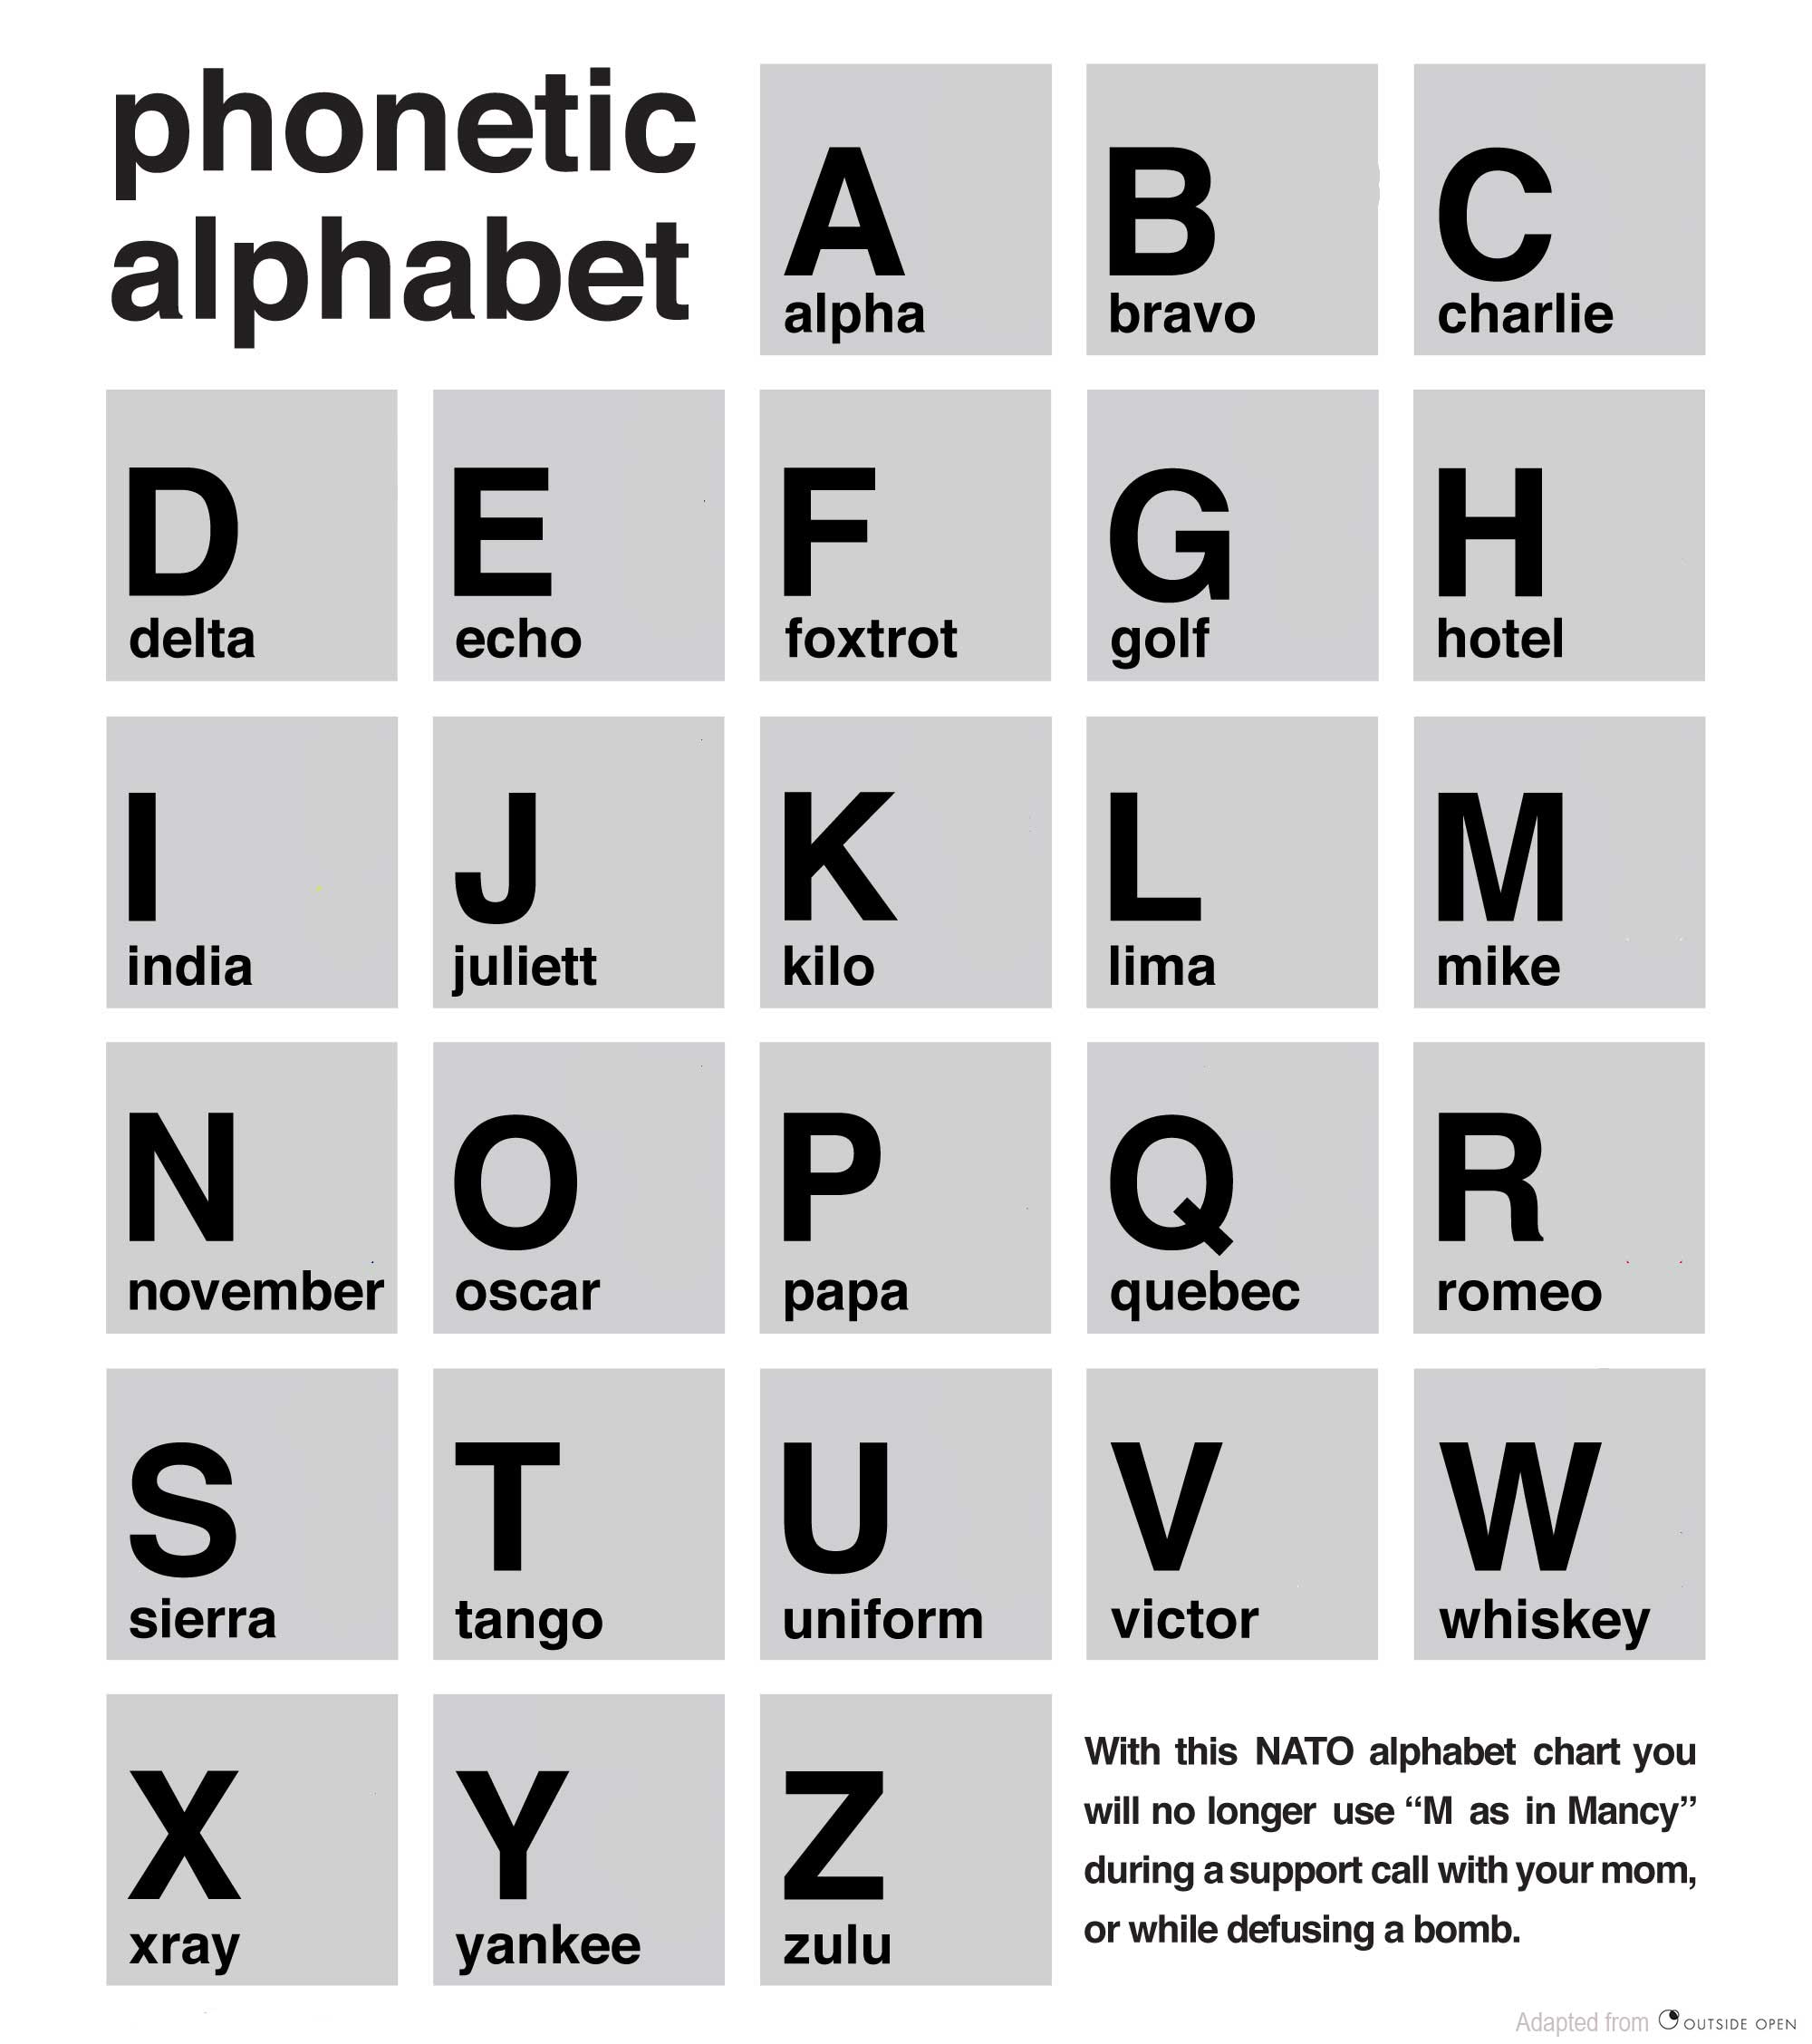 phonetic
alphabet
A
alpha
B
bravo
C
charlie
D
delta
E
echo
F
foxtrot
G
golf
H
hotel
I
india
J
juliett
K
kilo
L
lima
M
mike
N
november
O
oscar
P
papa
Q
quebec
R
romeo
S
sierra
T
tango
U
uniform
V
victor
W
whiskey
X
xray
Y
yankee
Z
zulu
With this NATO alphabet chart you
will no longer use “M as in Mancy”
during a support call with your mom,
or while defusing a bomb.
Adapted from OUTSIDE OPEN